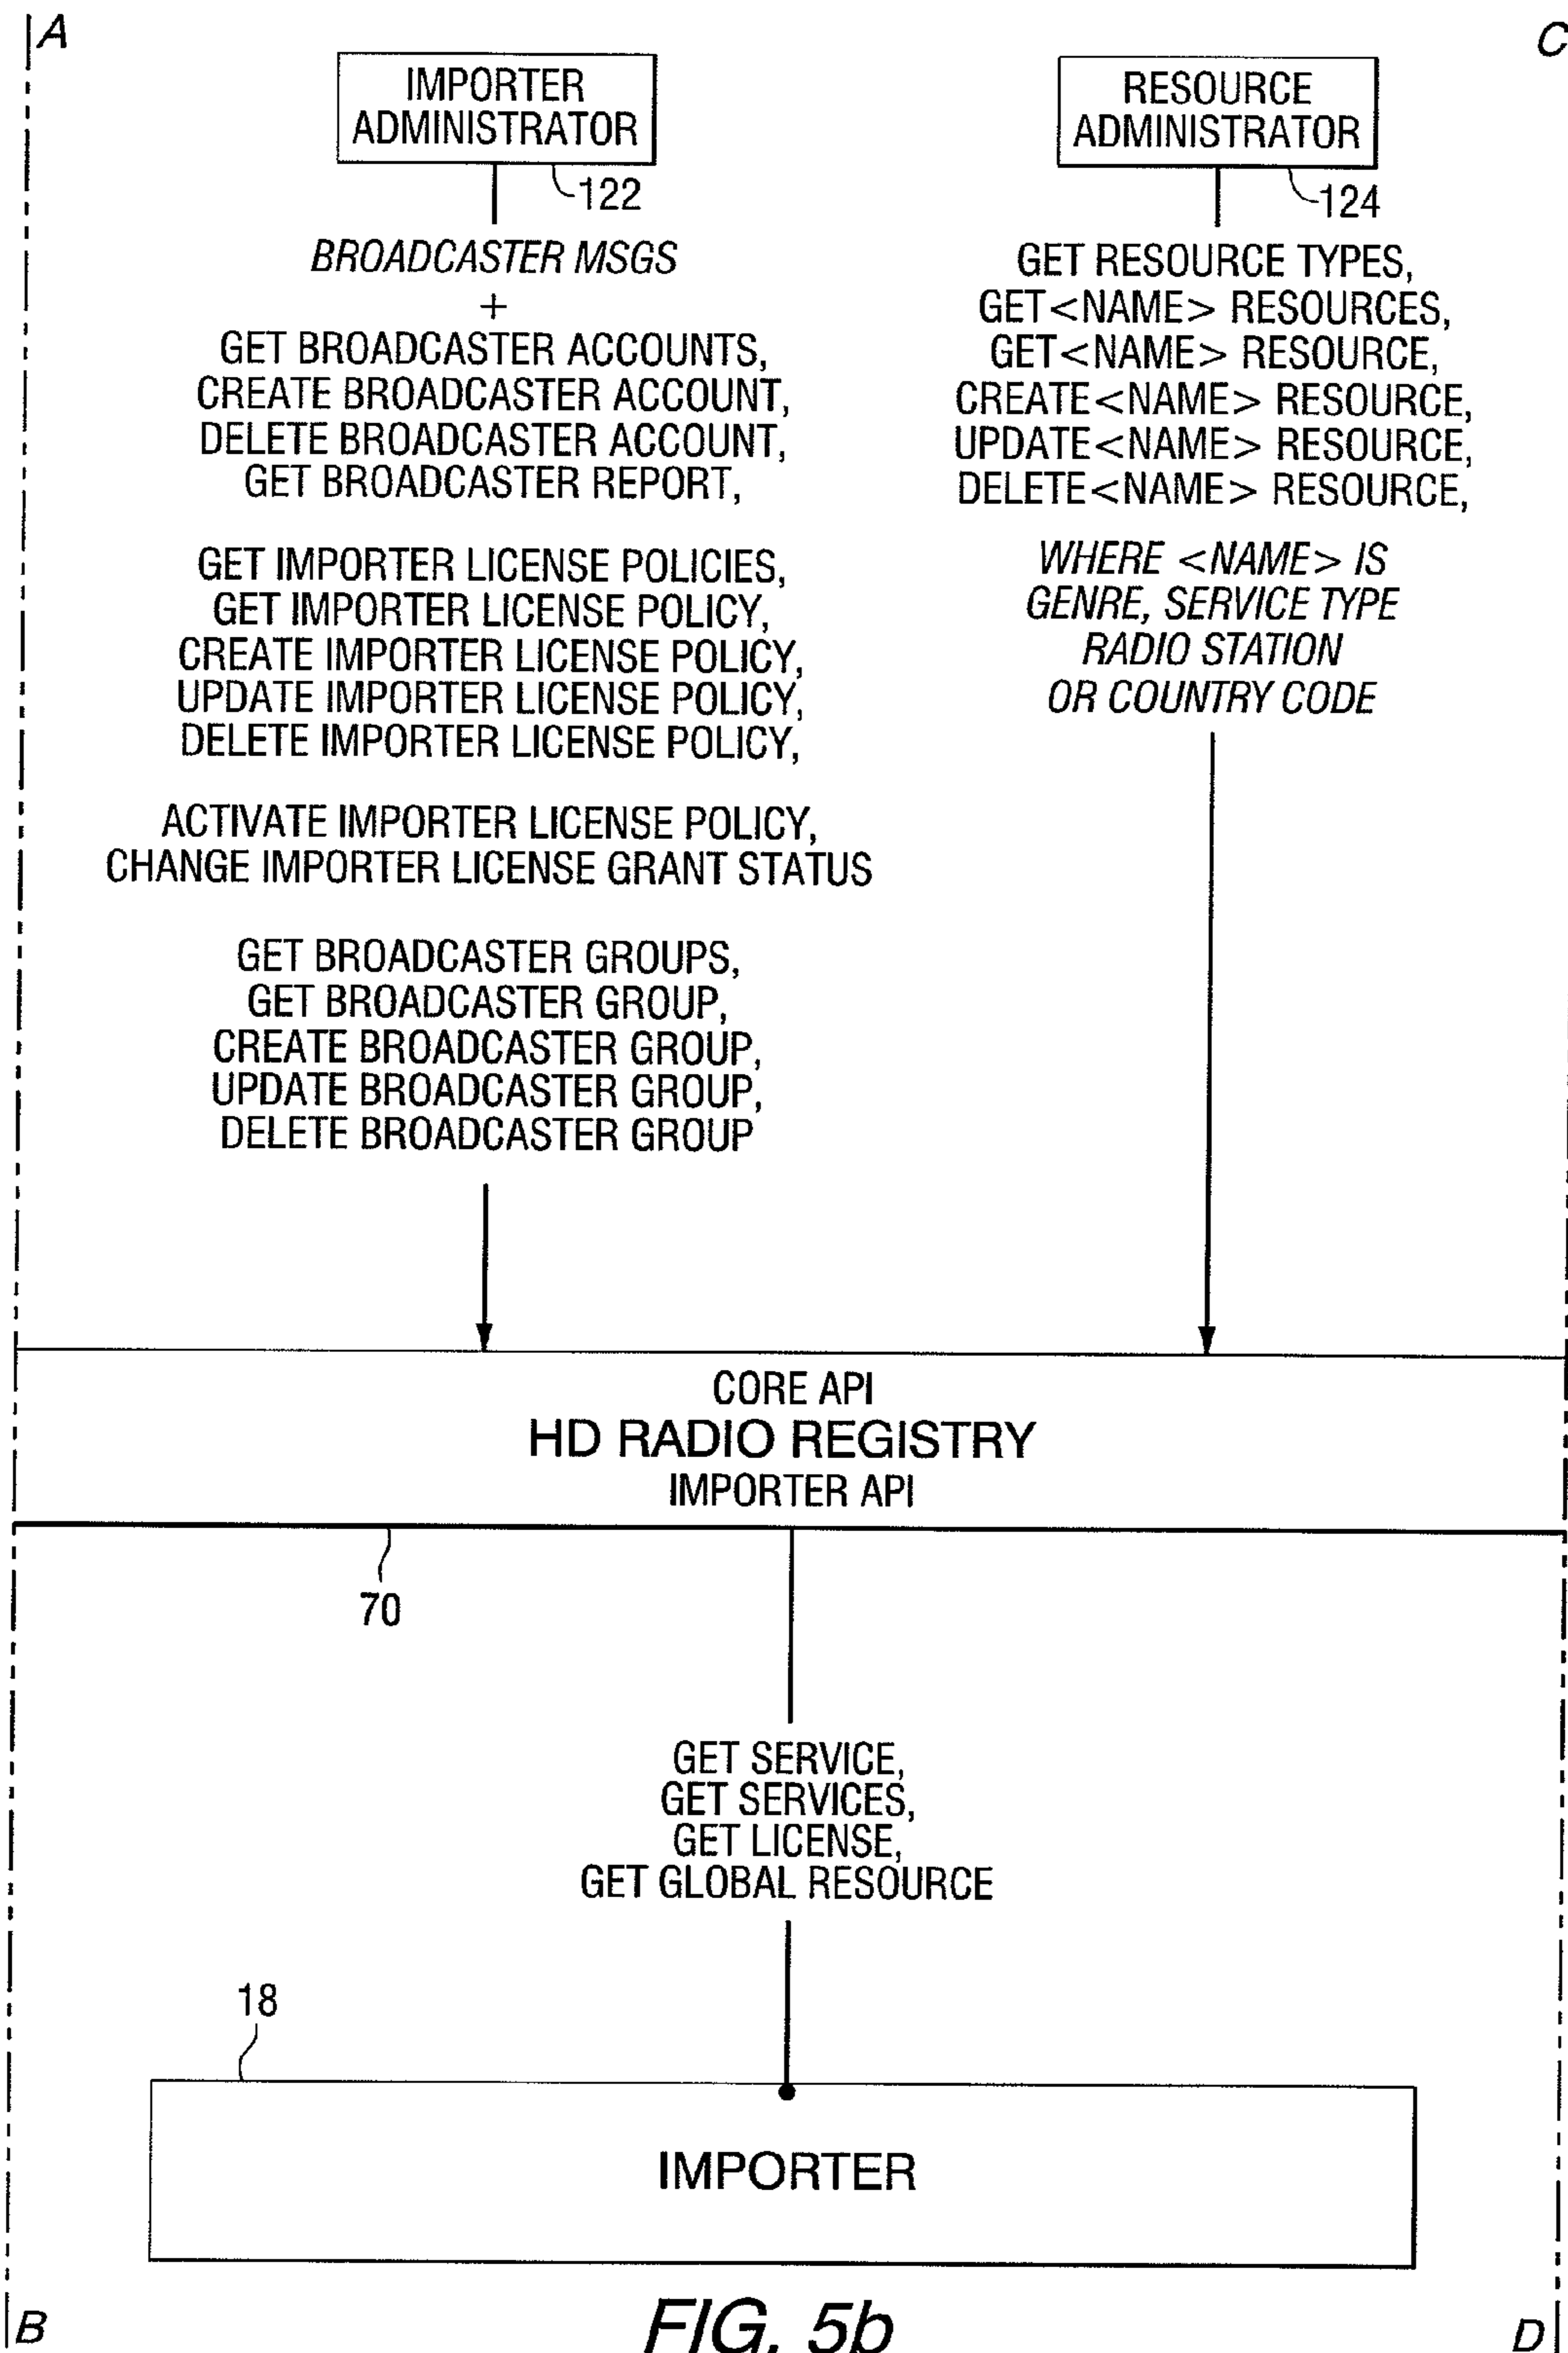 A
C
IMPORTER
ADMINISTRATOR
122
BROADCASTER MSGS
+
GET BROADCASTER ACCOUNTS,
CREATE BROADCASTER ACCOUNT,
DELETE BROADCASTER ACCOUNT,
GET BROADCASTER REPORT,
GET IMPORTER LICENSE POLICIES,
GET IMPORTER LICENSE POLICY,
CREATE IMPORTER LICENSE POLICY,
UPDATE IMPORTER LICENSE POLICY,
DELETE IMPORTER LICENSE POLICY,
ACTIVATE IMPORTER LICENSE POLICY,
CHANGE IMPORTER LICENSE GRANT STATUS
GET BROADCASTER GROUPS,
GET BROADCASTER GROUP,
CREATE BROADCASTER GROUP,
UPDATE BROADCASTER GROUP,
DELETE BROADCASTER GROUP
RESOURCE
ADMINISTRATOR
124
GET RESOURCE TYPES,
GET<NAME> RESOURCES,
GET<NAME> RESOURCE,
CREATE<NAME> RESOURCE,
UPDATE<NAME> RESOURCE,
DELETE<NAME> RESOURCE,
WHERE <NAME> IS
GENRE, SERVICE TYPE
RADIO STATION
OR COUNTRY CODE
CORE API
HD RADIO REGISTRY
IMPORTER API
70
GET SERVICE,
GET SERVICES,
GET LICENSE,
GET GLOBAL RESOURCE
18
IMPORTER
B
FIG. 5b
D